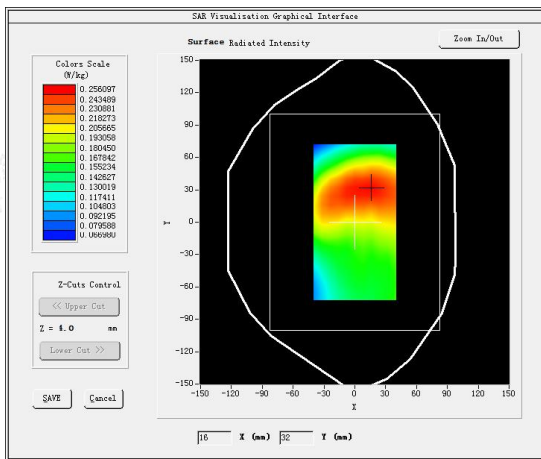 SAR Visualisation Graphical Interface
Surface Radiated Intensity
Zoom In/Out
Colors Scale
(W/kg)
0.256097
0.243489
0.230881
0.218273
0.205665
0.193058
0.180450
0.167842
0.155234
0.142627
0.130019
0.117411
0.104803
0.092195
0.079588
0.066980
Z-Cuts Control
<< Upper Cut
Z = 4.0 mm
Lower Cut >>
SAVE
Cancel
150
120
90
60
30
0
-30
-60
-90
-120
-150
Y
-150 -120 -90 -60 -30 0 30 60 90 120 150
X
16 X (mm) 32 Y (mm)